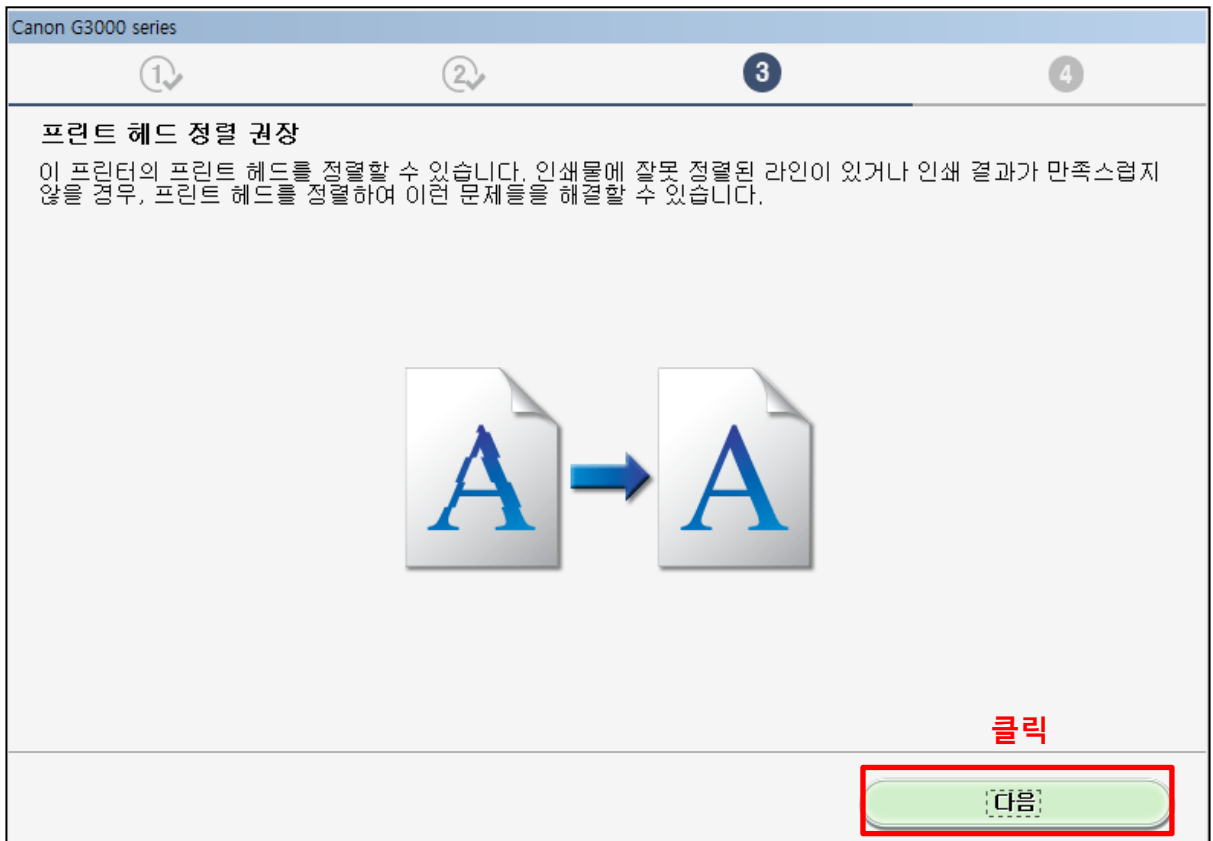 Canon G3000 series
1 2 3 4
프린트 헤드 정렬 권장
이 프린터의 프린트 헤드를 정렬할 수 있습니다. 인쇄물에 잘못 정렬된 라인이 있거나 인쇄 결과가 만족스럽지
않을 경우, 프린트 헤드를 정렬하여 이런 문제들을 해결할 수 있습니다.
A A
클릭
다음